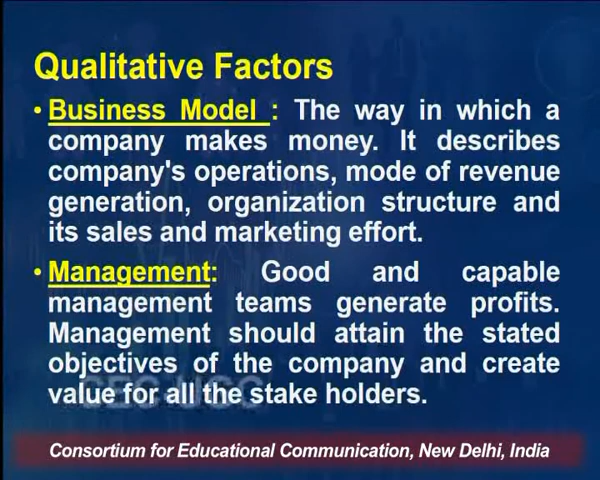 Qualitative Factors
• Business Model : The way in which a
company makes money. It describes
company's operations, mode of revenue
generation, organization structure and
its sales and marketing effort.
• Management: Good and capable
management teams generate profits.
Management should attain the stated
objectives of the company and create
value for all the stake holders.
CEC-UGC
Consortium for Educational Communication, New Delhi, India